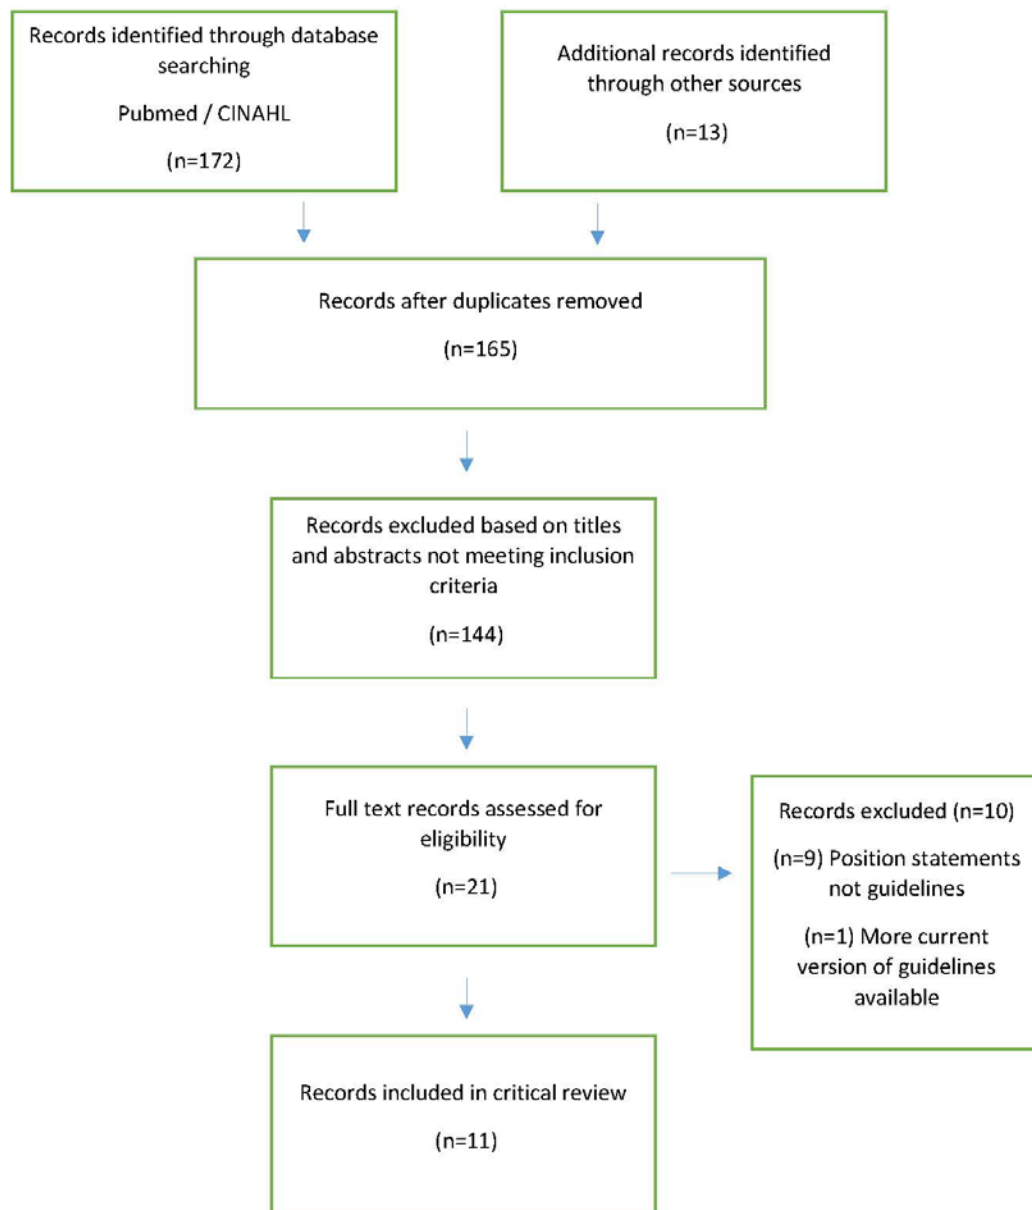 Records identified through database
searching
Pubmed / CINAHL
(n=172)
Additional records identified
through other sources
(n=13)
Records after duplicates removed
(n=165)
Records excluded based on titles
and abstracts not meeting inclusion
criteria
(n=144)
Full text records assessed for
eligibility
(n=21)
Records excluded (n=10)
(n=9) Position statements
not guidelines
(n=1) More current
version of guidelines
available
Records included in critical review
(n=11)